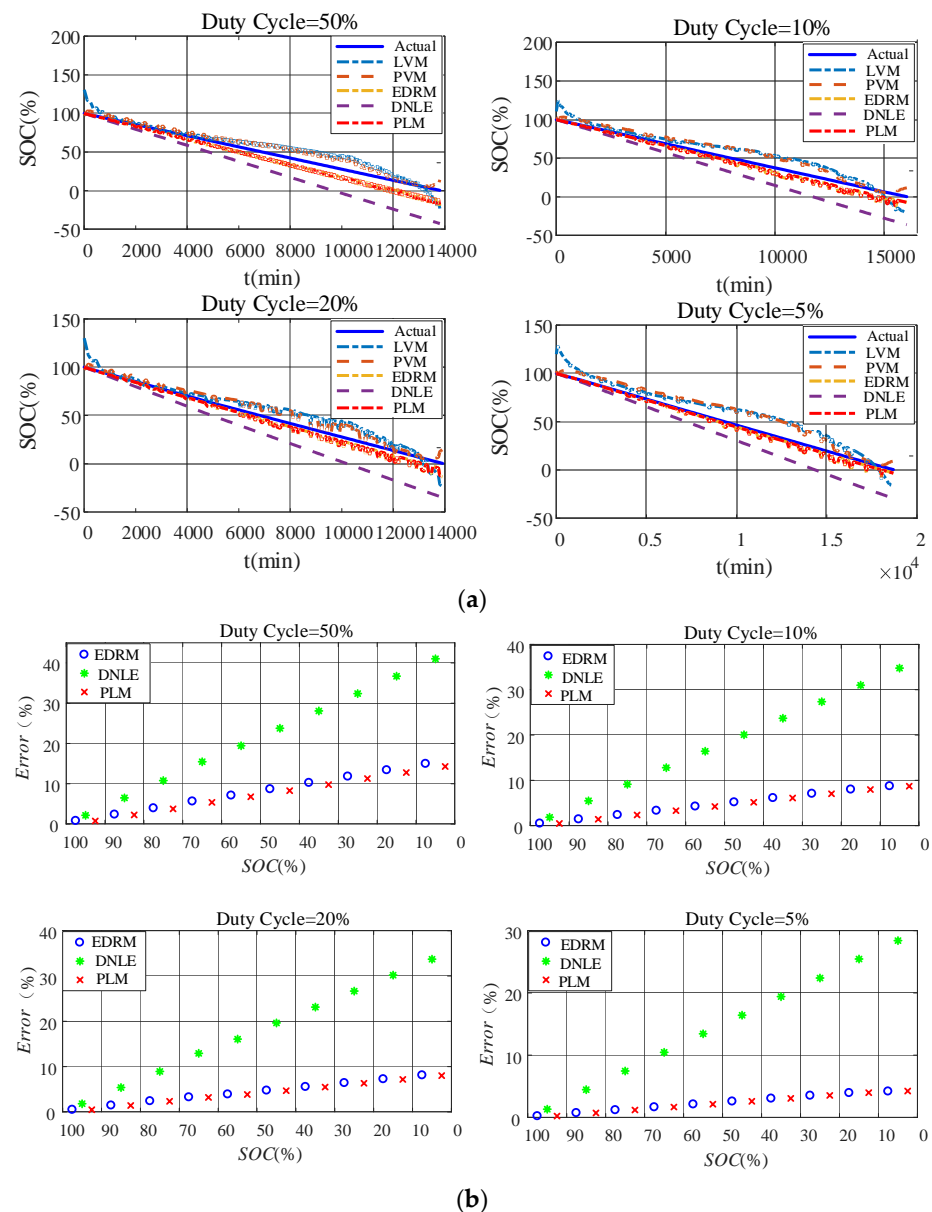 Duty Cycle=50%
200
150
100
50
0
-50
SOC(%)
0 2000 4000 6000 8000 10000 12000 14000
t(min)
Actual
LVM
PVM
EDRM
DNLE
PLM
Duty Cycle=10%
200
150
100
50
0
-50
SOC(%)
0 5000 10000 15000
t(min)
Actual
LVM
PVM
EDRM
DNLE
PLM
Duty Cycle=20%
150
100
50
0
-50
SOC(%)
0 2000 4000 6000 8000 10000 12000 14000
t(min)
Actual
LVM
PVM
EDRM
DNLE
PLM
Duty Cycle=5%
150
100
50
0
-50
SOC(%)
0 0.5 1 1.5 2
t(min)
×10⁴
Actual
LVM
PVM
EDRM
DNLE
PLM
(a)
Duty Cycle=50%
40
30
20
10
0
Error（%）
100 90 80 70 60 50 40 30 20 10 0
SOC(%)
EDRM
DNLE
PLM
Duty Cycle=10%
40
30
20
10
0
Error（%）
100 90 80 70 60 50 40 30 20 10 0
SOC(%)
EDRM
DNLE
PLM
Duty Cycle=20%
40
30
20
10
0
Error（%）
100 90 80 70 60 50 40 30 20 10 0
SOC(%)
EDRM
DNLE
PLM
Duty Cycle=5%
30
20
10
0
Error（%）
100 90 80 70 60 50 40 30 20 10 0
SOC(%)
EDRM
DNLE
PLM
(b)